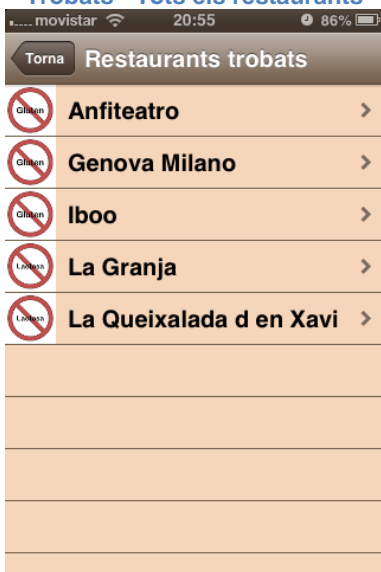 Trobats - Tots els restaurants
movistar 20:55 86%
Torna Restaurants trobats
Gluten Anfiteatro
Gluten Genova Milano
Gluten Iboo
Lactosa La Granja
Lactosa La Queixalada d en Xavi